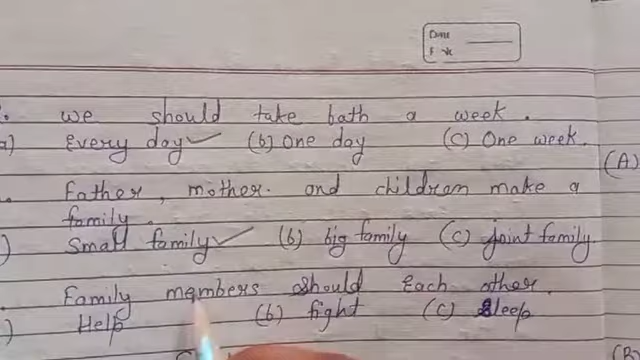 Date
we should take bath a week.
a) Every day ✓ (b) One day (c) One week.
(A)
Father, mother. and children make a
family.
) Small family ✓ (b) big family (c) joint family.
Family members should Each other.
) Help (b) fight (c) Sleep
(B)